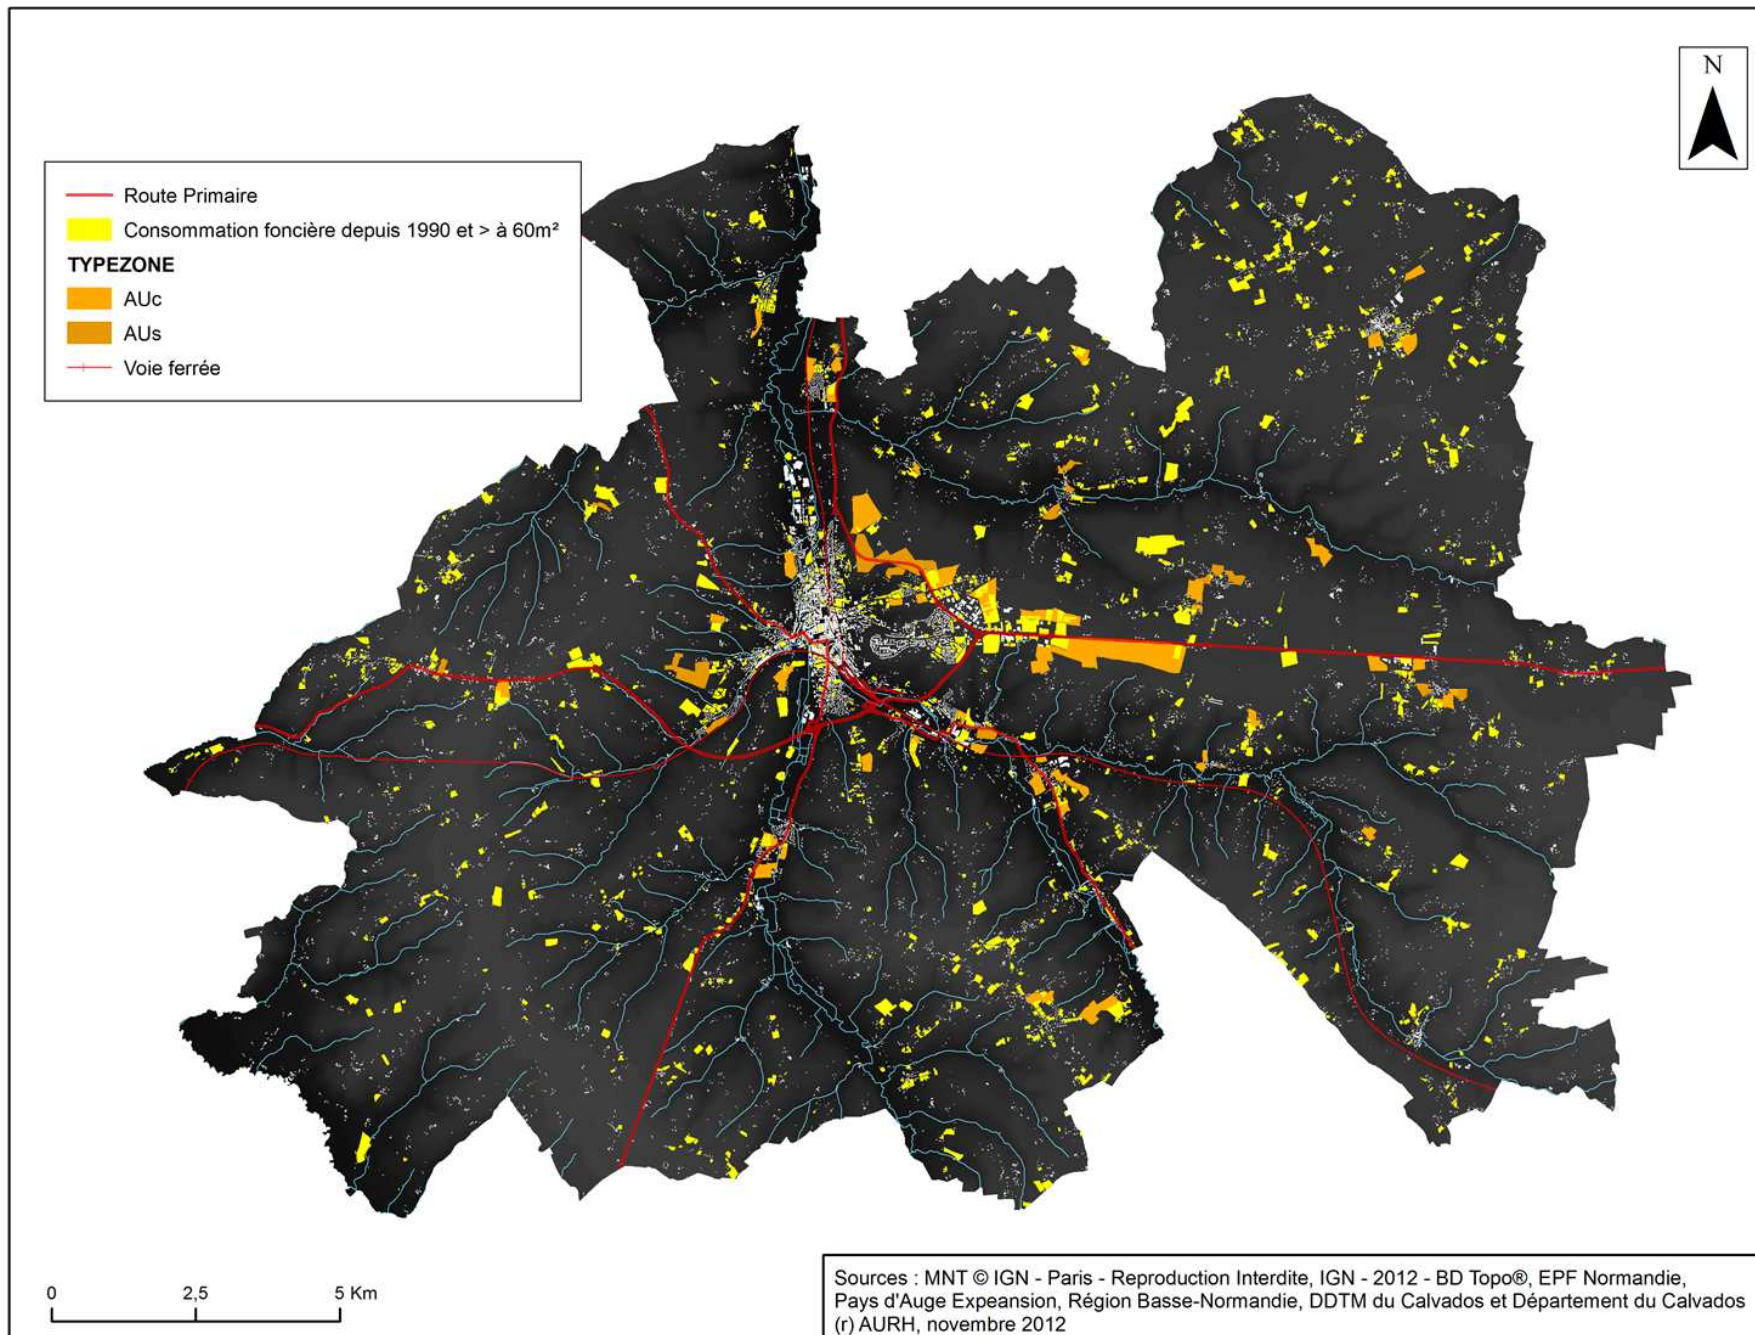 N
Route Primaire
Consommation foncière depuis 1990 et > à 60m²
TYPEZONE
AUc
AUs
Voie ferrée
0 2,5 5 Km
Sources : MNT © IGN - Paris - Reproduction Interdite, IGN - 2012 - BD Topo®, EPF Normandie,
Pays d'Auge Expeansion, Région Basse-Normandie, DDTM du Calvados et Département du Calvados
(r) AURH, novembre 2012